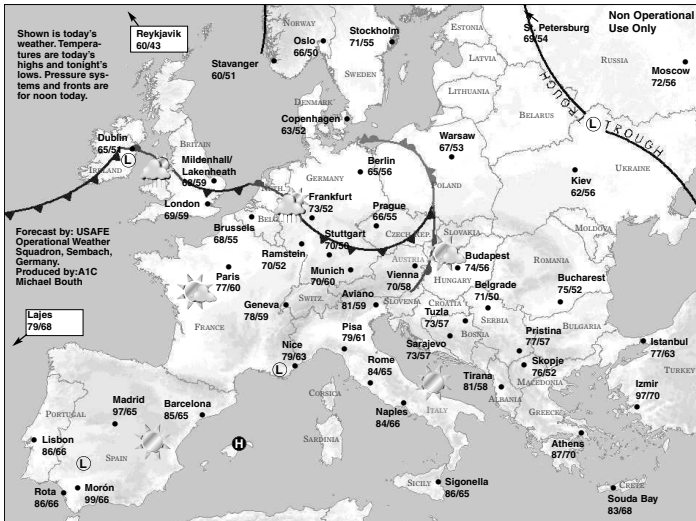 Shown is today's
weather. Tempera-
tures are today's
highs and tonight's
lows. Pressure sys-
tems and fronts are
for noon today.
Reykjavik
60/43
Non Operational
Use Only
NORWAY
Oslo
66/50
Stockholm
71/55
Stavanger
60/51
SWEDEN
ESTONIA
St. Petersburg
69/54
RUSSIA
Moscow
72/56
LATVIA
LITHUANIA
BELARUS
TROUGH
L
TROUGH
DENMARK
Copenhagen
63/52
Dublin
65/51
IRELAND
L
BRITAIN
Mildenhall/
Lakenheath
68/59
London
69/59
NETH.
GERMANY
Berlin
65/56
Warsaw
67/53
POLAND
UKRAINE
Kiev
62/56
Frankfurt
73/52
Prague
66/55
BELG
Brussels
68/55
Stuttgart
70/50
CZECH REP.
SLOVAKIA
MOLDOVA
Forecast by: USAFE
Operational Weather
Squadron, Sembach,
Germany.
Produced by:A1C
Michael Bouth
Ramstein
70/52
Munich
70/60
AUSTRIA
Vienna
70/58
Budapest
74/56
HUNGARY
ROMANIA
Paris
77/60
Bucharest
75/52
Geneva
78/59
SWITZ
Aviano
81/59
SLOVENIA
CROATIA
Belgrade
71/50
Lajes
79/68
FRANCE
Pisa
79/61
Tuzla
73/57
SERBIA
BOSNIA
BULGARIA
Nice
79/63
L
Sarajevo
73/57
Pristina
77/57
Istanbul
77/63
Rome
84/65
Skopje
76/52
MACEDONIA
TURKEY
Tirana
81/58
ALBANIA
CORSICA
Madrid
97/65
Barcelona
85/65
Naples
84/66
ITALY
Izmir
97/70
PORTUGAL
SARDINIA
GREECE
Lisbon
86/66
SPAIN
H
Athens
87/70
L
Rota
86/66
Morón
99/66
SICILY
Sigonella
86/65
CRETE
Souda Bay
83/68